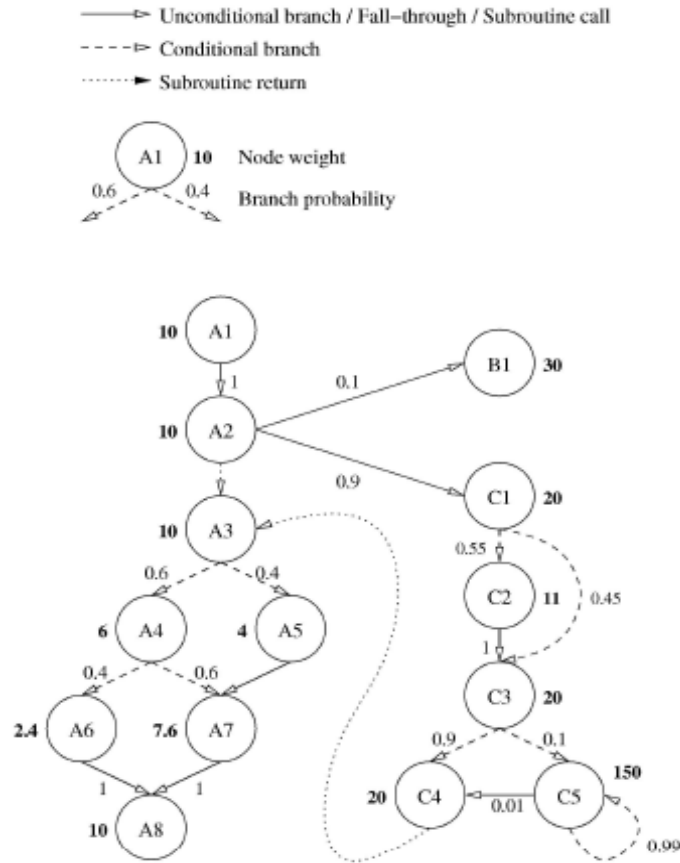 Unconditional branch / Fall-through / Subroutine call
Conditional branch
Subroutine return
A1 10 Node weight
0.6 0.4 Branch probability
10 A1
1
B1 30
0.1
10 A2
0.9
C1 20
10 A3
0.55
0.6 0.4
C2 11 0.45
6 A4 4 A5
1
0.4 0.6
C3 20
2.4 A6 7.6 A7
0.9 0.1
150
1 1
20 C4 C5
0.01
10 A8
0.99